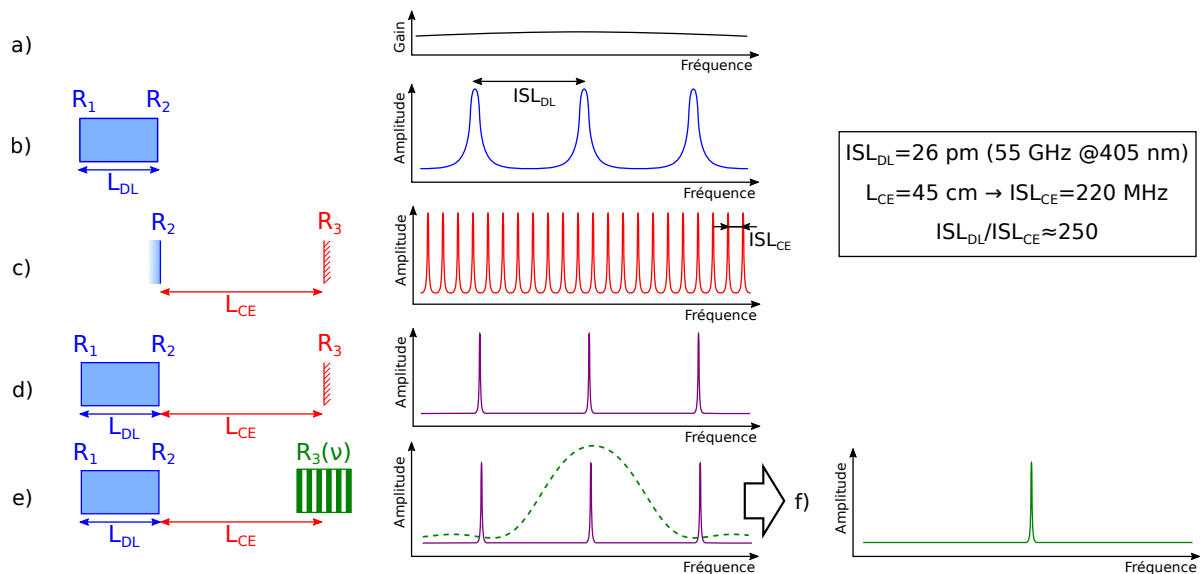 a)
Gain
Fréquence
b)
R1 R2
LDL
Amplitude
ISLDL
Fréquence
c)
R2 R3
LCE
Amplitude
ISLCE
Fréquence
d)
R1 R2 R3
LDL LCE
Amplitude
Fréquence
e)
R1 R2 R3(ν)
LDL LCE
Amplitude
Fréquence
f)
Amplitude
Fréquence
ISLDL=26 pm (55 GHz @405 nm)
LCE=45 cm → ISLCE=220 MHz
ISLDL/ISLCE≈250